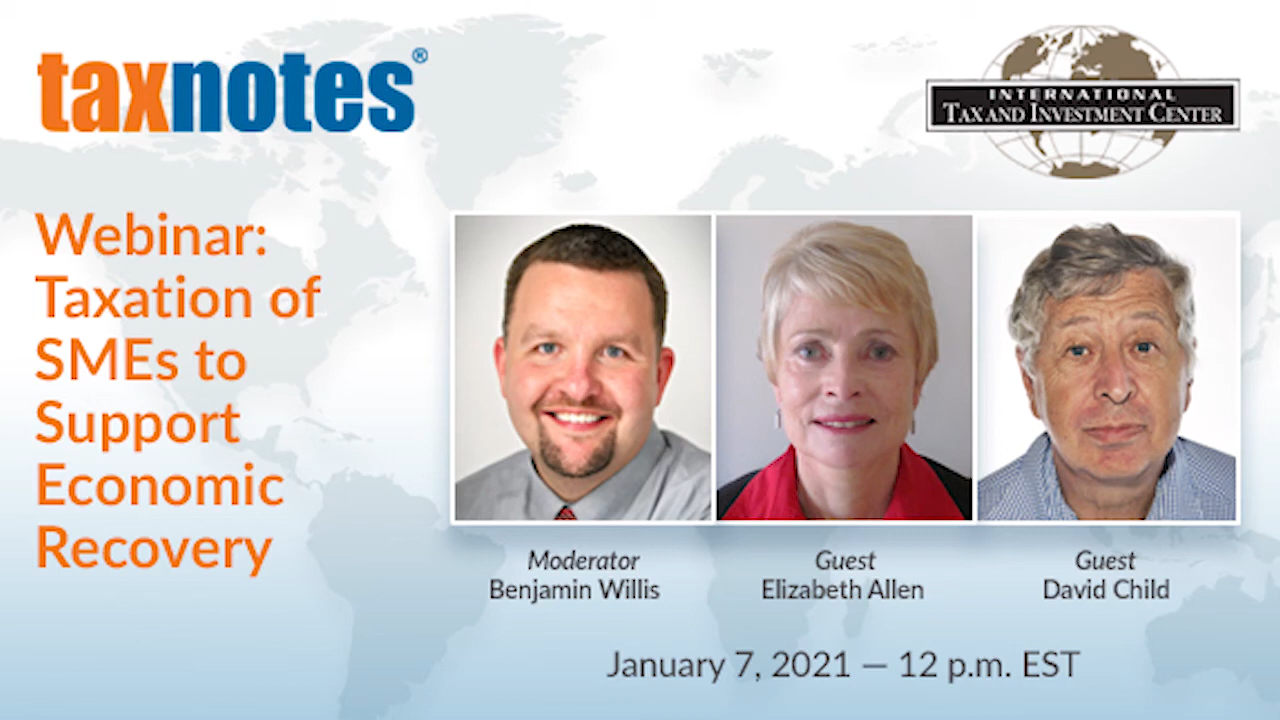 taxnotes®
INTERNATIONAL
TAX AND INVESTMENT CENTER
Webinar:
Taxation of
SMEs to
Support
Economic
Recovery
Moderator
Benjamin Willis
Guest
Elizabeth Allen
Guest
David Child
January 7, 2021 — 12 p.m. EST